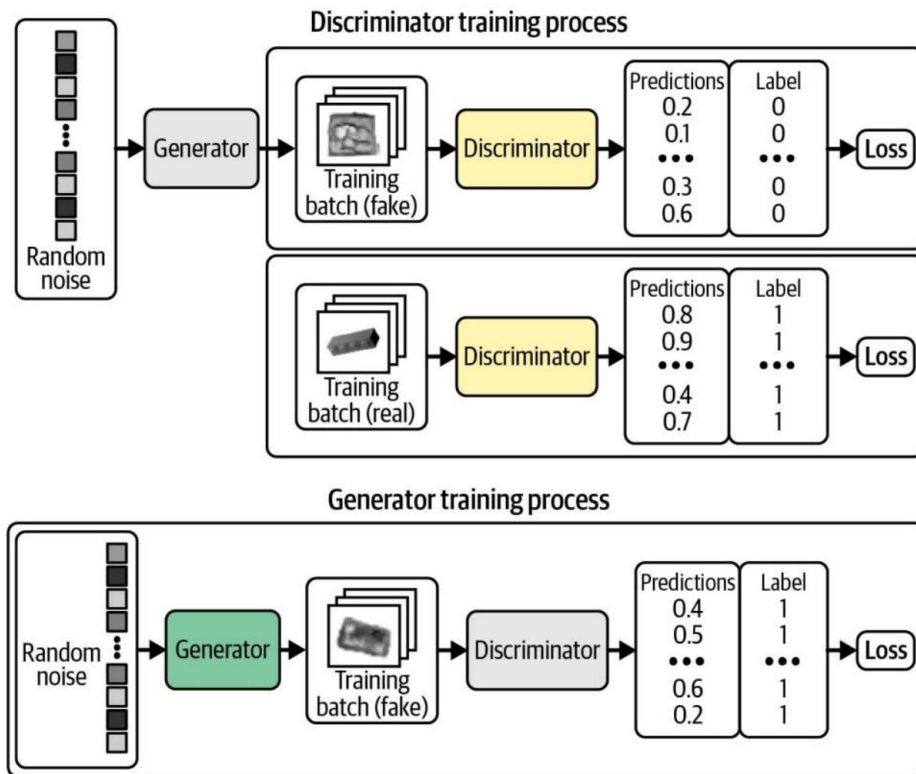 Discriminator training process
Random
noise
Generator
Training
batch (fake)
Discriminator
Predictions Label
0.2 0
0.1 0
••• •••
0.3 0
0.6 0
Loss
Training
batch (real)
Discriminator
Predictions Label
0.8 1
0.9 1
••• •••
0.4 1
0.7 1
Loss
Generator training process
Random
noise
Generator
Training
batch (fake)
Discriminator
Predictions Label
0.4 1
0.5 1
••• •••
0.6 1
0.2 1
Loss